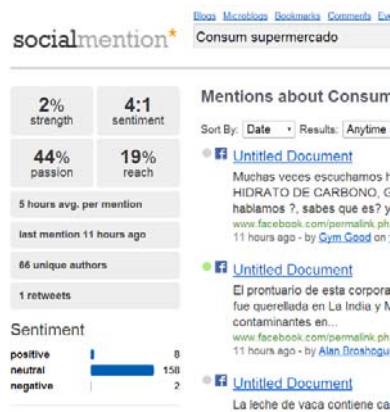 Blogs Microblogs Bookmarks Comments
socialmention*
Consum supermercado
2%
strength
4:1
sentiment
44%
passion
19%
reach
5 hours avg. per mention
last mention 11 hours ago
66 unique authors
1 retweets
Sentiment
positive 8
neutral 158
negative 2
Mentions about Consum
Sort By: Date Results: Anytime
Untitled Document
Muchas veces escuchamos h
HIDRATO DE CARBONO, G
hablamos ?, sabes que es? y
www.facebook.com/permalink.ph
11 hours ago - by Gym Good on
Untitled Document
El prontuario de esta corpora
fue querellada en La India y M
contaminantes en...
www.facebook.com/permalink.ph
11 hours ago - by Alan Broshogu
Untitled Document
La leche de vaca contiene ca